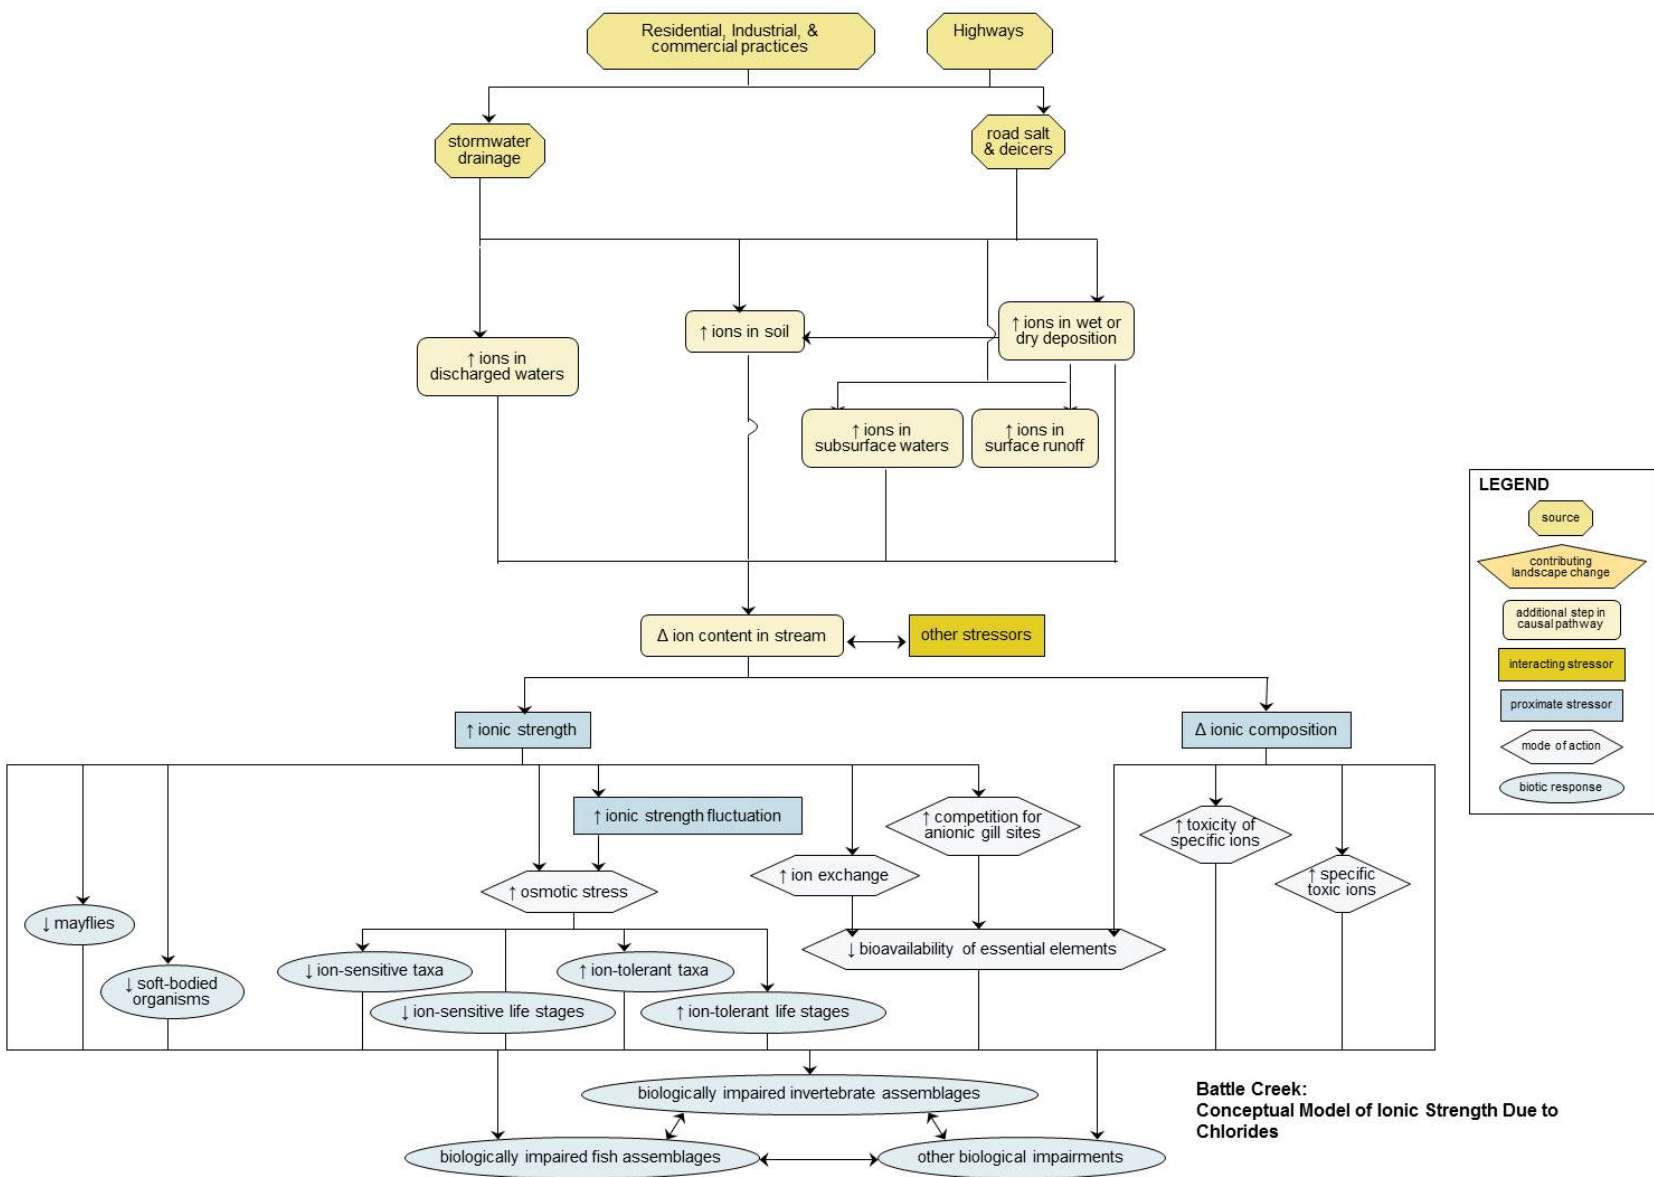 Residential, Industrial, &
commercial practices
Highways
stormwater
drainage
road salt
& deicers
↑ ions in soil
↑ ions in wet or
dry deposition
↑ ions in
discharged waters
↑ ions in
subsurface waters
↑ ions in
surface runoff
LEGEND
source
contributing
landscape change
additional step in
causal pathway
interacting stressor
proximate stressor
mode of action
biotic response
Δ ion content in stream
other stressors
↑ ionic strength
Δ ionic composition
↑ ionic strength fluctuation
↑ competition for
anionic gill sites
↑ toxicity of
specific ions
↑ osmotic stress
↑ ion exchange
↑ specific
toxic ions
↓ mayflies
↓ bioavailability of essential elements
↓ soft-bodied
organisms
↓ ion-sensitive taxa
↑ ion-tolerant taxa
↓ ion-sensitive life stages
↑ ion-tolerant life stages
biologically impaired invertebrate assemblages
biologically impaired fish assemblages
other biological impairments
Battle Creek:
Conceptual Model of Ionic Strength Due to
Chlorides